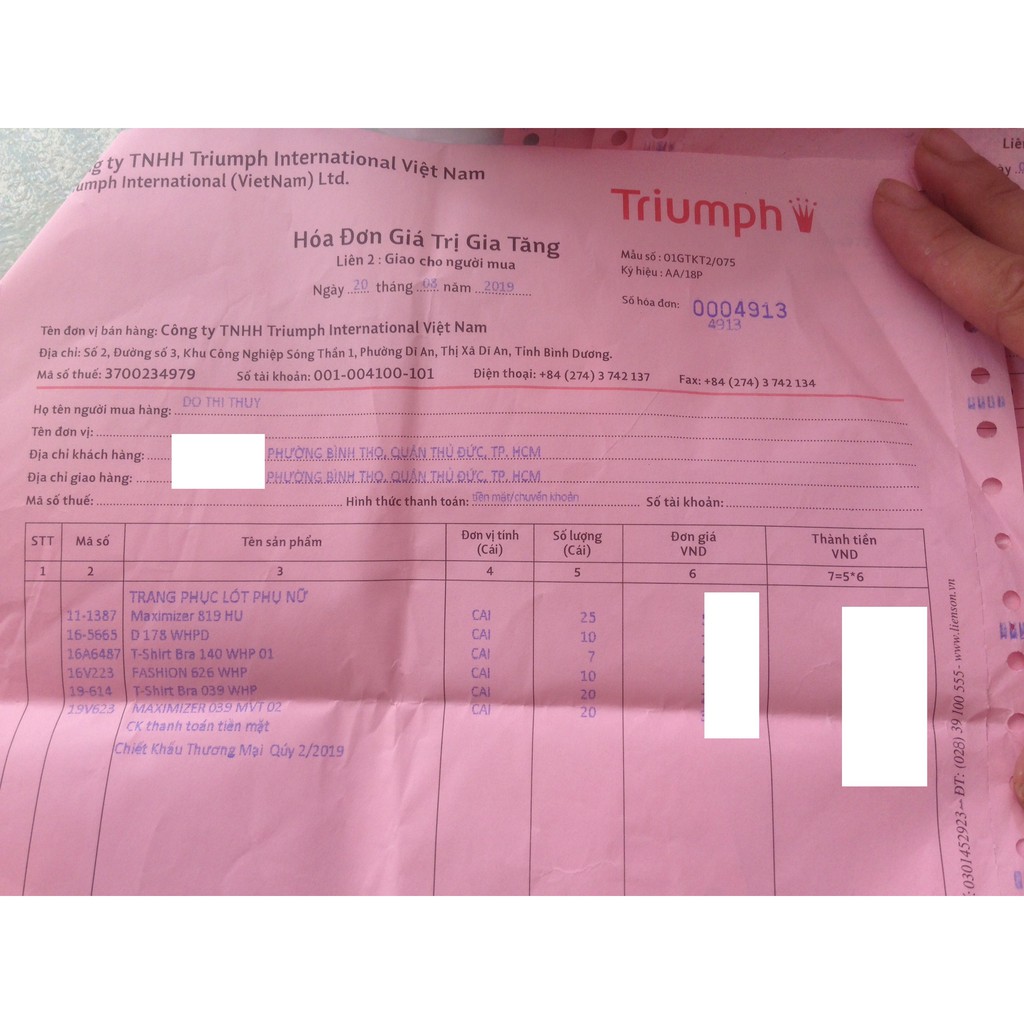 ng ty TNHH Triumph International Việt Nam
umph International (VietNam) Ltd.
Triumph
Hóa Đơn Giá Trị Gia Tăng
Liên 2 : Giao cho người mua
Ngày 20 tháng 08 năm 2019
Mẫu số : 01GTKT2/075
Ký hiệu : AA/18P
Số hóa đơn: 0004913
4913
Tên đơn vị bán hàng: Công ty TNHH Triumph International Việt Nam
Địa chỉ: Số 2, Đường số 3, Khu Công Nghiệp Sóng Thần 1, Phường Dĩ An, Thị Xã Dĩ An, Tỉnh Bình Dương.
Mã số thuế: 3700234979 Số tài khoản: 001-004100-101 Điện thoại: +84 (274) 3 742 137 Fax: +84 (274) 3 742 134
Họ tên người mua hàng: DO THI THUY
Tên đơn vị:
Địa chỉ khách hàng: PHƯỜNG BÌNH THỌ, QUẬN THỦ ĐỨC, TP. HCM
Địa chỉ giao hàng: PHƯỜNG BÌNH THỌ, QUẬN THỦ ĐỨC, TP. HCM
Mã số thuế: Hình thức thanh toán: tiền mặt/chuyển khoản Số tài khoản:
STT Mã số Tên sản phẩm Đơn vị tính (Cái) Số lượng (Cái) Đơn giá VND Thành tiền VND
1 2 3 4 5 6 7=5*6
TRANG PHỤC LÓT PHỤ NỮ
11-1387 Maximizer 819 HU CAI 25
16-5665 D 178 WHPD CAI 10
16A6487 T-Shirt Bra 140 WHP 01 CAI 7
16V223 FASHION 626 WHP CAI 10
19-614 T-Shirt Bra 039 WHP CAI 20
19V623 MAXIMIZER 039 MVT 02 CAI 20
CK thanh toán tiền mặt
Chiết Khấu Thương Mại Qúy 2/2019
0301452923 – ĐT: (028) 39 100 555 - www.lienson.vn
Liên